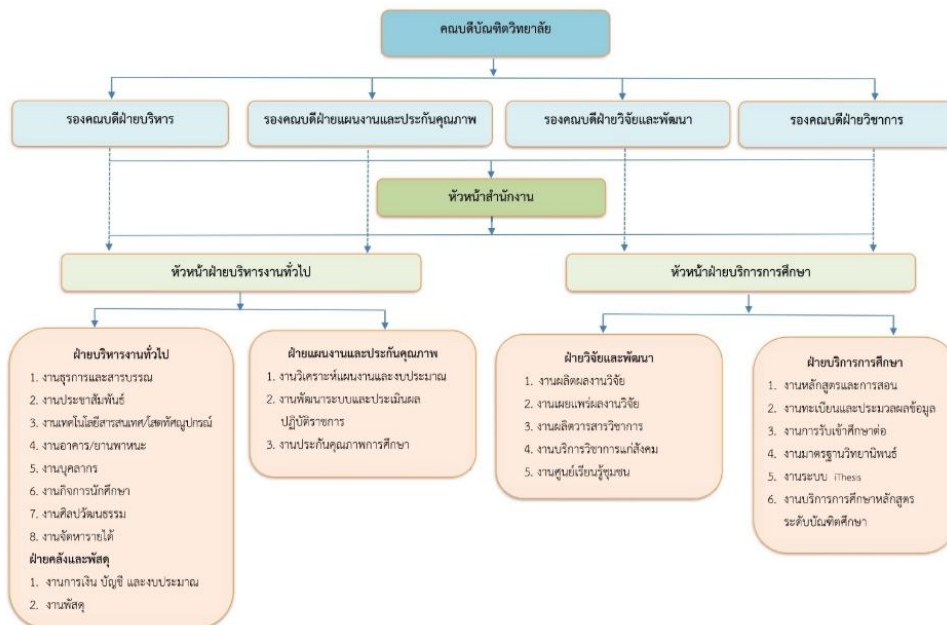 คณบดีบัณฑิตวิทยาลัย
รองคณบดีฝ่ายบริหาร
รองคณบดีฝ่ายแผนงานและประกันคุณภาพ
รองคณบดีฝ่ายวิจัยและพัฒนา
รองคณบดีฝ่ายวิชาการ
หัวหน้าสำนักงาน
หัวหน้าฝ่ายบริหารงานทั่วไป
หัวหน้าฝ่ายบริการการศึกษา
ฝ่ายบริหารงานทั่วไป
1. งานธุรการและสารบรรณ
2. งานประชาสัมพันธ์
3. งานเทคโนโลยีสารสนเทศ/โสตทัศณูปกรณ์
4. งานอาคาร/ยานพาหนะ
5. งานบุคลากร
6. งานกิจการนักศึกษา
7. งานศิลปวัฒนธรรม
8. งานจัดหารายได้
ฝ่ายคลังและพัสดุ
1. งานการเงิน บัญชี และงบประมาณ
2. งานพัสดุ
ฝ่ายแผนงานและประกันคุณภาพ
1. งานวิเคราะห์แผนงานและงบประมาณ
2. งานพัฒนาระบบและประเมินผล
ปฏิบัติราชการ
3. งานประกันคุณภาพการศึกษา
ฝ่ายวิจัยและพัฒนา
1. งานผลิตผลงานวิจัย
2. งานเผยแพร่ผลงานวิจัย
3. งานผลิตวารสารวิชาการ
4. งานบริการวิชาการแก่สังคม
5. งานศูนย์เรียนรู้ชุมชน
ฝ่ายบริการการศึกษา
1. งานหลักสูตรและการสอน
2. งานทะเบียนและประมวลผลข้อมูล
3. งานการรับเข้าศึกษาต่อ
4. งานมาตรฐานวิทยานิพนธ์
5. งานระบบ iThesis
6. งานบริการการศึกษาหลักสูตร
ระดับบัณฑิตศึกษา